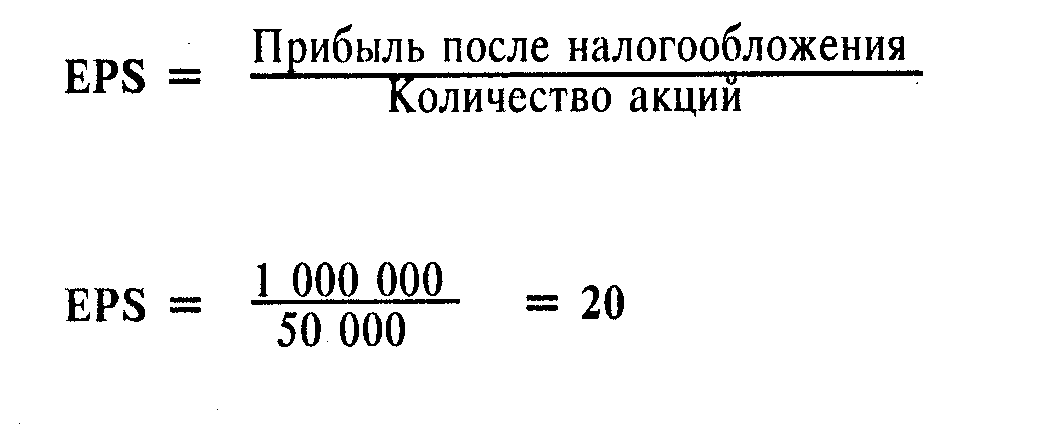 EPS = Прибыль после налогообложения
Количество акций
EPS = 1 000 000 = 20
50 000